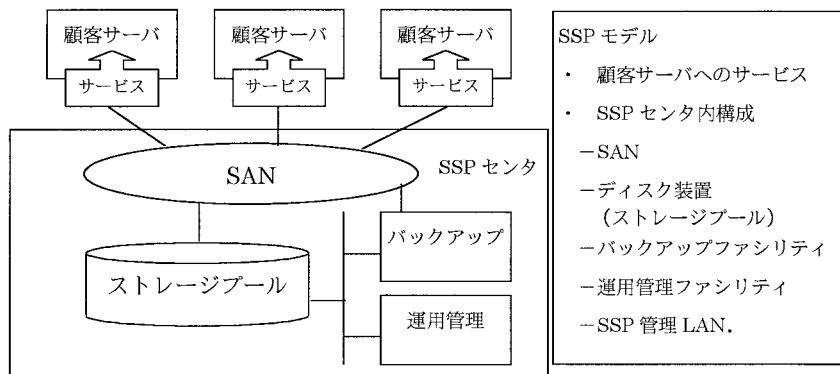 顧客サーバ
顧客サーバ
顧客サーバ
サービス
サービス
サービス
SAN
SSP センタ
ストレージプール
バックアップ
運用管理
SSP モデル
・ 顧客サーバへのサービス
・ SSP センタ内構成
－SAN
－ディスク装置
（ストレージプール）
－バックアップファシリティ
－運用管理ファシリティ
－SSP 管理 LAN．